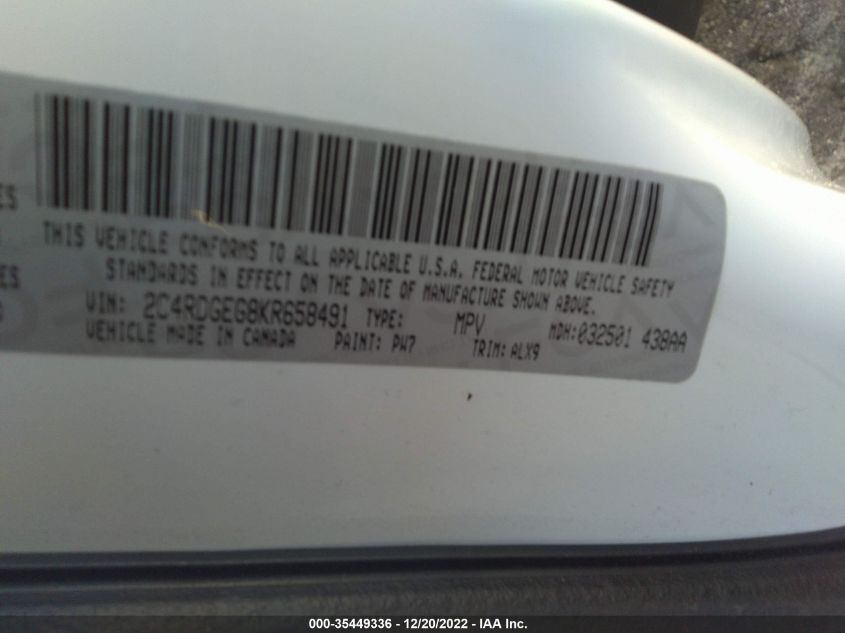 ES
THIS VEHICLE CONFORMS TO ALL APPLICABLE U.S.A. FEDERAL MOTOR VEHICLE SAFETY
ES
STANDARDS IN EFFECT ON THE DATE OF MANUFACTURE SHOWN ABOVE.
VIN: 2C4RDGEG8KR658491 TYPE: MPV MDH:032501 438AA
VEHICLE MADE IN CANADA PAINT: PW7 TRIM: ALX9
000-35449336 - 12/20/2022 - IAA Inc.